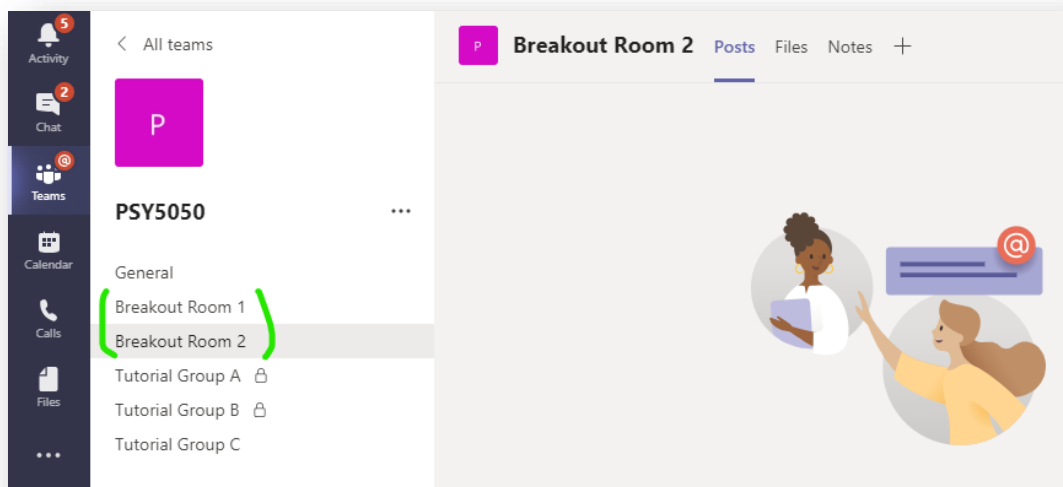 5
Activity
2
Chat
@
Teams
Calendar
Calls
Files
All teams
P
PSY5050
General
Breakout Room 1
Breakout Room 2
Tutorial Group A
Tutorial Group B
Tutorial Group C
P Breakout Room 2 Posts Files Notes +
@